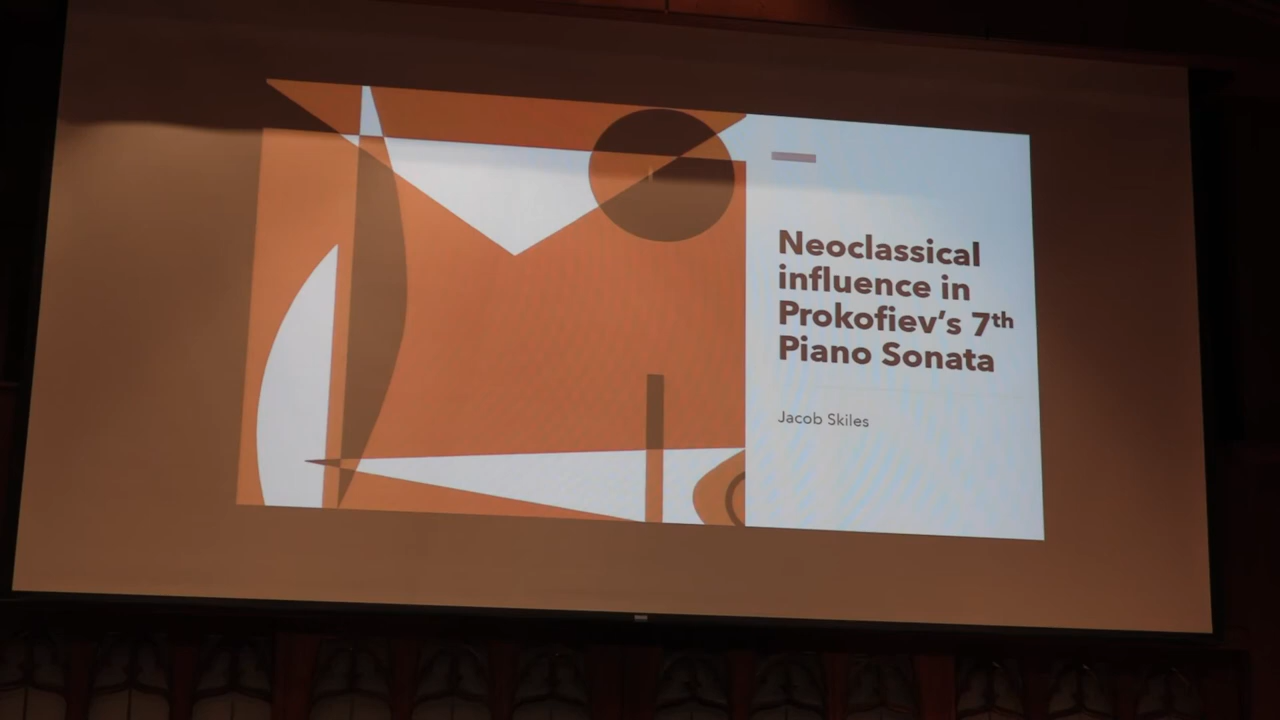 Neoclassical
influence in
Prokofiev’s 7th
Piano Sonata
Jacob Skiles